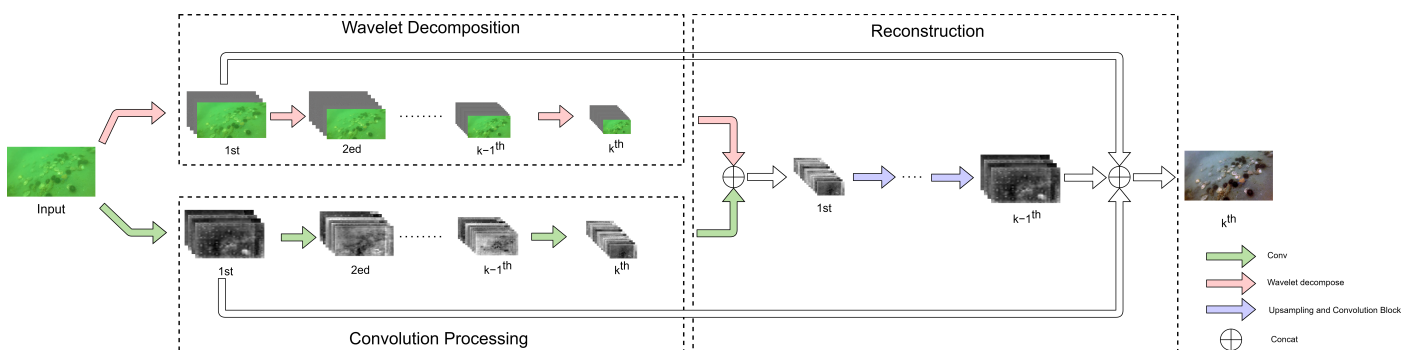 Wavelet Decomposition
Reconstruction
1st
2ed
k−1th
kth
Input
1st
k−1th
kth
1st
2ed
k−1th
kth
Convolution Processing
Conv
Wavelet decompose
Upsampling and Convolution Block
Concat